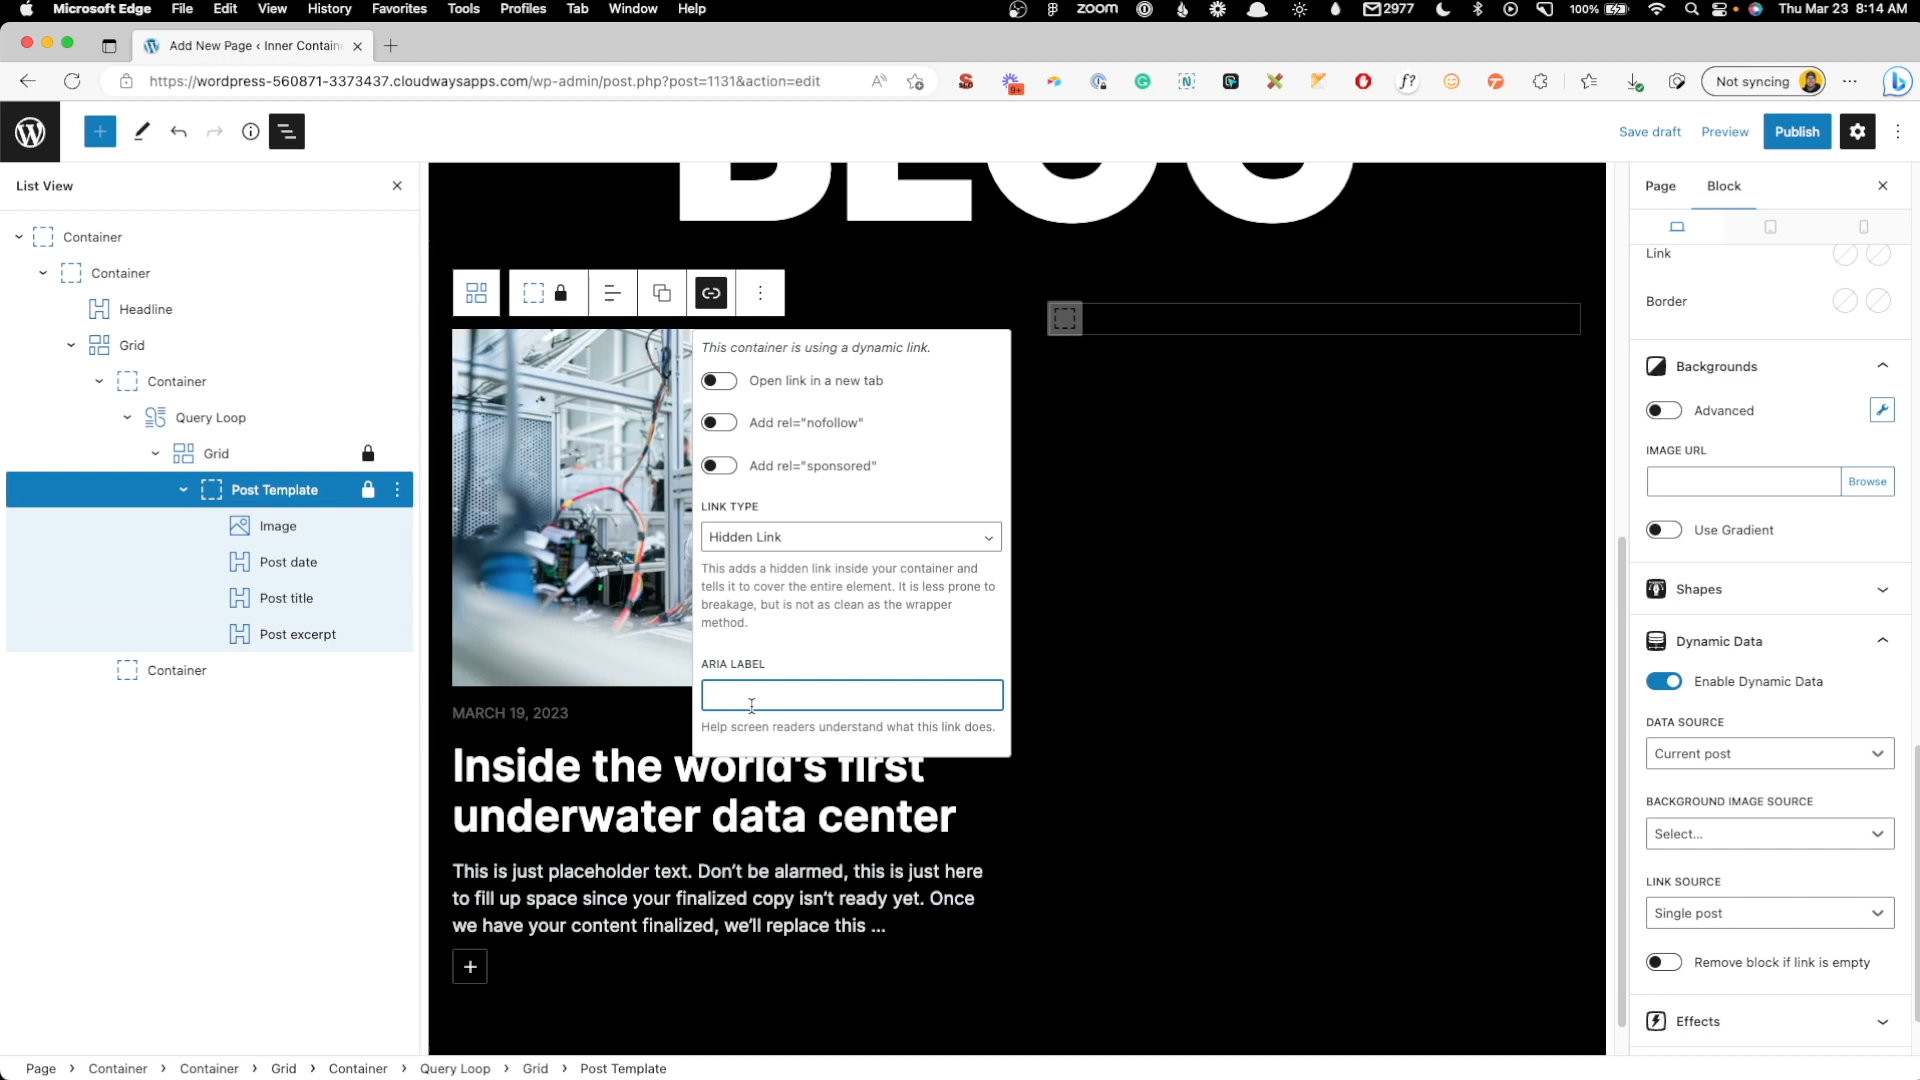 Microsoft Edge File Edit View History Favorites Tools Profiles Tab Window Help
zoom 2977 100% Thu Mar 23 8:14 AM
Add New Page ‹ Inner Contain
https://wordpress-560871-3373437.cloudwaysapps.com/wp-admin/post.php?post=1131&action=edit
9+
Not syncing
Save draft Preview Publish
List View
Container
Container
Headline
Grid
Container
Query Loop
Grid
Post Template
Image
Post date
Post title
Post excerpt
Container
BLOG
This container is using a dynamic link.
Open link in a new tab
Add rel="nofollow"
Add rel="sponsored"
LINK TYPE
Hidden Link
This adds a hidden link inside your container and
tells it to cover the entire element. It is less prone to
breakage, but is not as clean as the wrapper
method.
ARIA LABEL
Help screen readers understand what this link does.
MARCH 19, 2023
Inside the world's first
underwater data center
This is just placeholder text. Don’t be alarmed, this is just here
to fill up space since your finalized copy isn’t ready yet. Once
we have your content finalized, we’ll replace this ...
Page Block
Link
Border
Backgrounds
Advanced
IMAGE URL
Browse
Use Gradient
Shapes
Dynamic Data
Enable Dynamic Data
DATA SOURCE
Current post
BACKGROUND IMAGE SOURCE
Select...
LINK SOURCE
Single post
Remove block if link is empty
Effects
Page › Container › Container › Grid › Container › Query Loop › Grid › Post Template